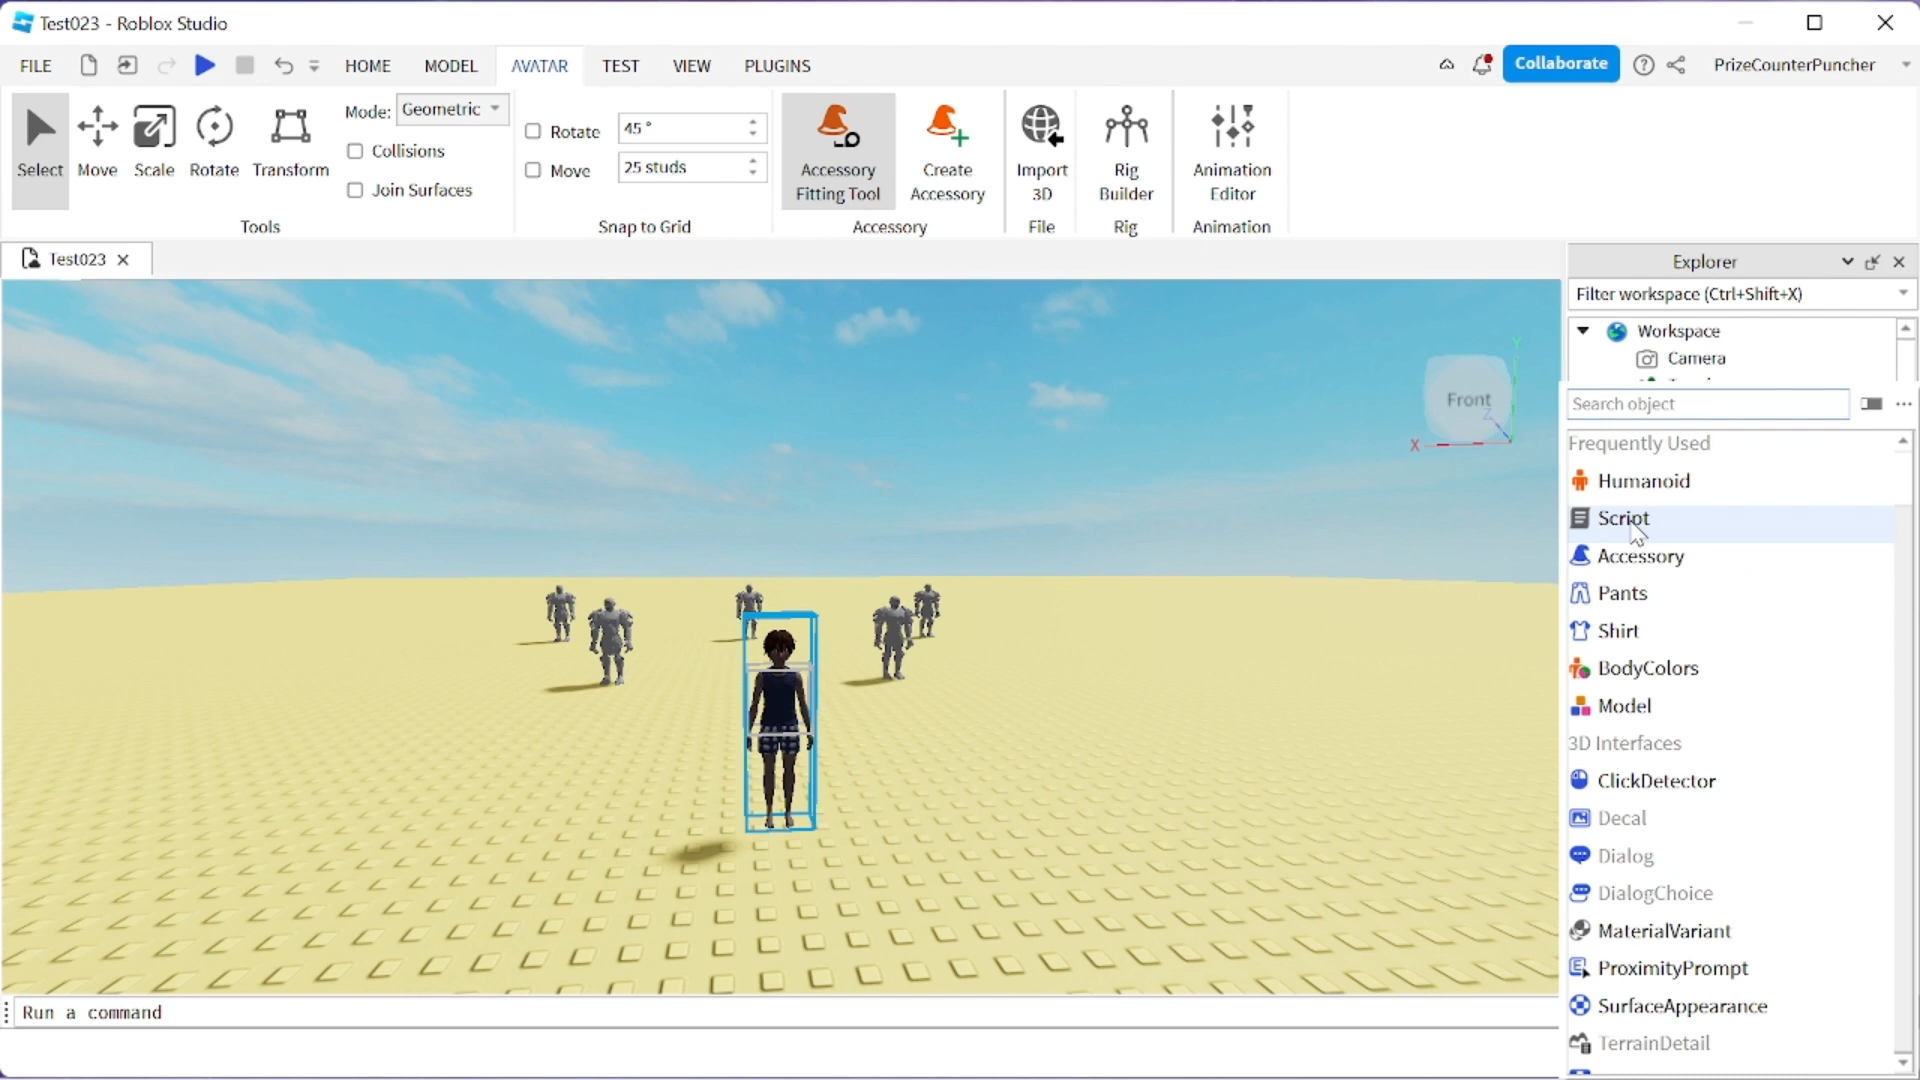 Test023 - Roblox Studio
FILE HOME MODEL AVATAR TEST VIEW PLUGINS Collaborate PrizeCounterPuncher
Select Move Scale Rotate Transform
Mode: Geometric
Collisions
Join Surfaces
Tools
Rotate 45 °
Move 25 studs
Snap to Grid
Accessory Fitting Tool
Create Accessory
Accessory
Import 3D
File
Rig Builder
Rig
Animation Editor
Animation
Test023
Explorer
Filter workspace (Ctrl+Shift+X)
Workspace
Camera
Search object
Frequently Used
Humanoid
Script
Accessory
Pants
Shirt
BodyColors
Model
3D Interfaces
ClickDetector
Decal
Dialog
DialogChoice
MaterialVariant
ProximityPrompt
SurfaceAppearance
TerrainDetail
Front
Y
Z
X
Run a command